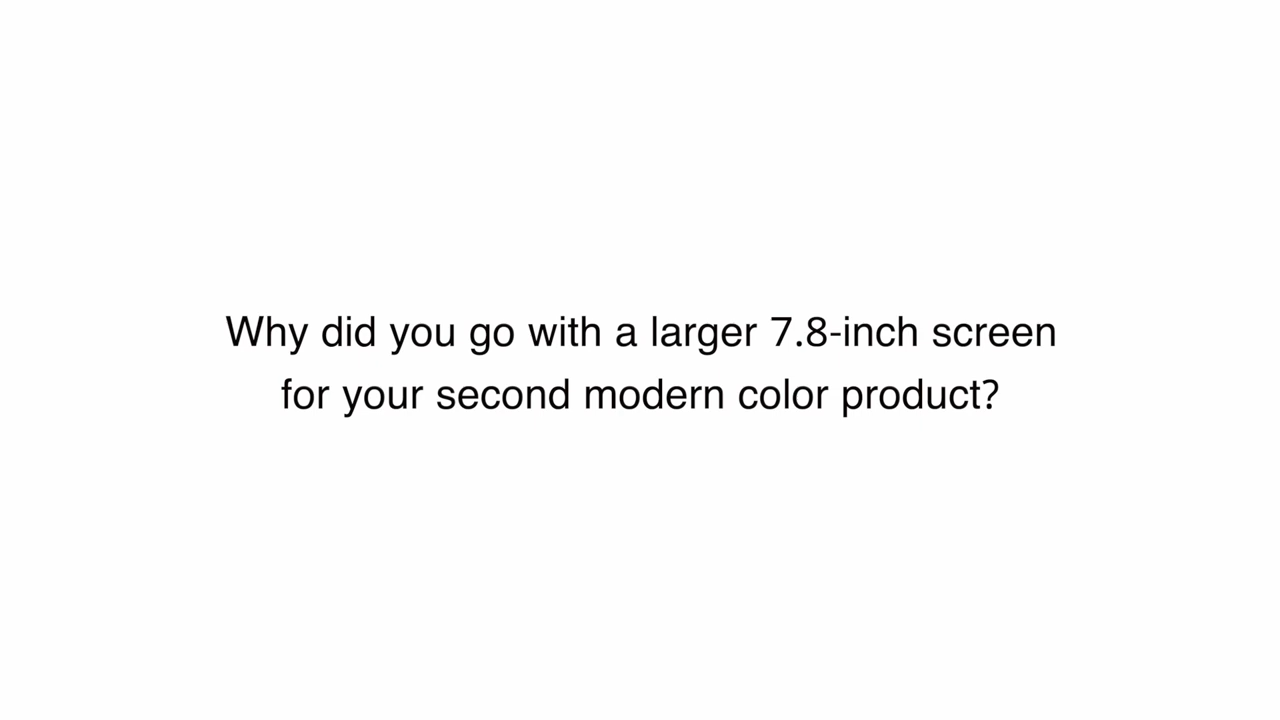 Why did you go with a larger 7.8-inch screen
for your second modern color product?